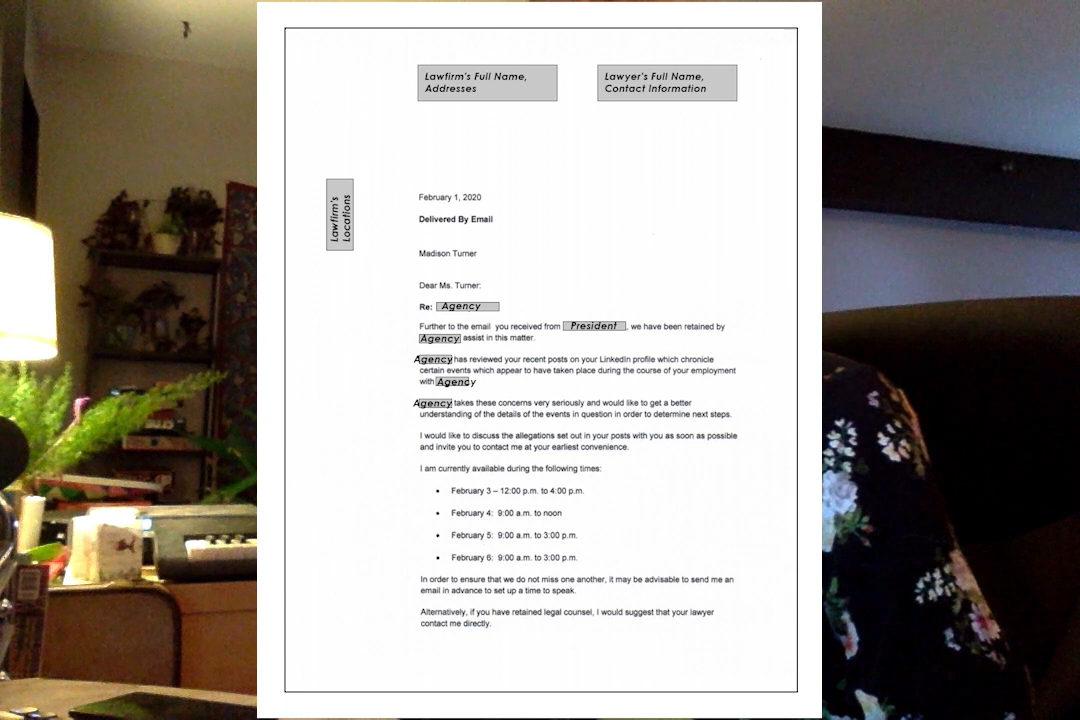 Lawfirm's Full Name,
Addresses
Lawyer's Full Name,
Contact Information
Lawfirm's
Locations
February 1, 2020
Delivered By Email
Madison Turner
Dear Ms. Turner:
Re: Agency
Further to the email you received from President, we have been retained by
Agency assist in this matter.
Agency has reviewed your recent posts on your LinkedIn profile which chronicle
certain events which appear to have taken place during the course of your employment
with Agency
Agency takes these concerns very seriously and would like to get a better
understanding of the details of the events in question in order to determine next steps.
I would like to discuss the allegations set out in your posts with you as soon as possible
and invite you to contact me at your earliest convenience.
I am currently available during the following times:
• February 3 – 12:00 p.m. to 4:00 p.m.
• February 4: 9:00 a.m. to noon
• February 5: 9:00 a.m. to 3:00 p.m.
• February 6: 9:00 a.m. to 3:00 p.m.
In order to ensure that we do not miss one another, it may be advisable to send me an
email in advance to set up a time to speak.
Alternatively, if you have retained legal counsel, I would suggest that your lawyer
contact me directly.